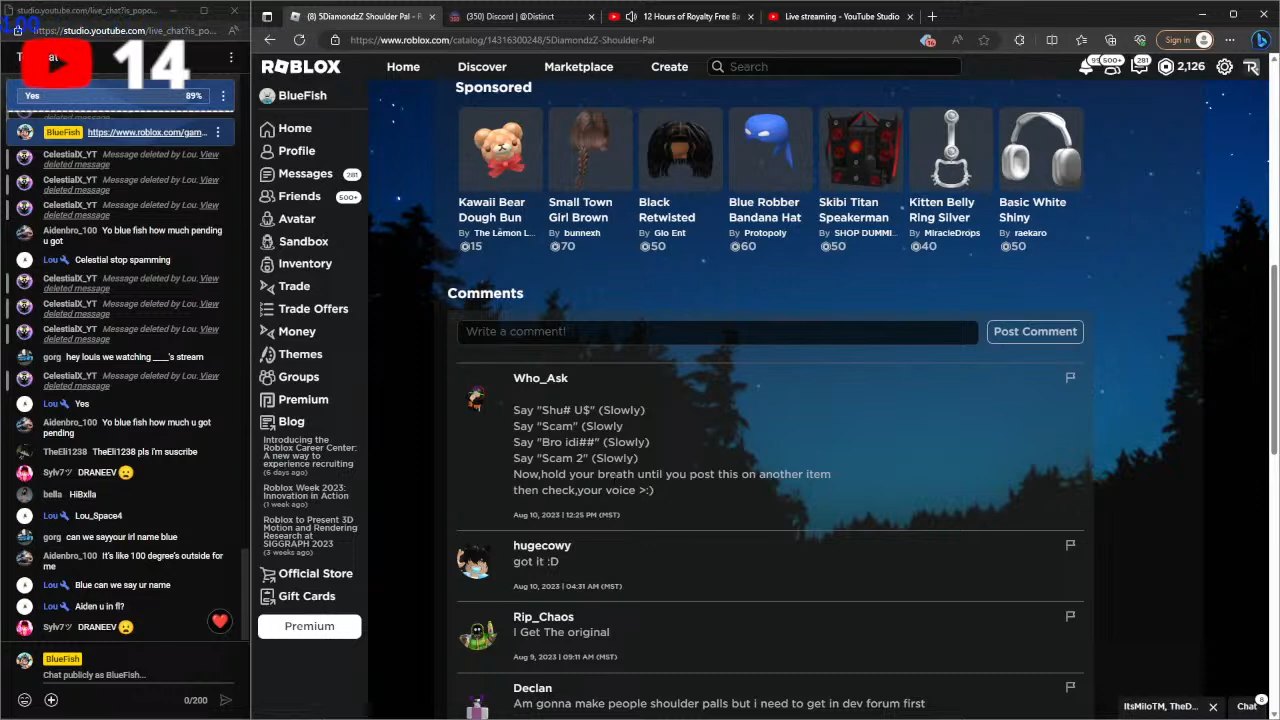 studio.youtube.com/live_chat?is_popo...
https://studio.youtube.com/live_chat?is_po...
14
Yes
89%
BlueFish https://www.roblox.com/gam...
CelestialX_YT Message deleted by Lou. View
deleted message
CelestialX_YT Message deleted by Lou. View
deleted message
CelestialX_YT Message deleted by Lou. View
deleted message
Aidenbro_100 Yo blue fish how much pending
u got
Lou Celestial stop spamming
CelestialX_YT Message deleted by Lou. View
deleted message
CelestialX_YT Message deleted by Lou. View
deleted message
CelestialX_YT Message deleted by Lou. View
deleted message
gorg hey louis we watching ____'s stream
CelestialX_YT Message deleted by Lou. View
deleted message
Lou Yes
Aidenbro_100 Yo blue fish how much u got
pending
TheEli1238 TheEli1238 pls i'm suscribe
Sylv7ツ DRANEEV
bella HiBxlla
Lou Lou_Space4
gorg can we sayyour irl name blue
Aidenbro_100 It's like 100 degree's outside for
me
Lou Blue can we say ur name
Lou Aiden u in fl?
Sylv7ツ DRANEEV
BlueFish
Chat publicly as BlueFish...
0/200
(8) 5DiamondzZ Shoulder Pal - R
(350) Discord | @Distinct
12 Hours of Royalty Free Ba
Live streaming - YouTube Studio
https://www.roblox.com/catalog/14316300248/5DiamondzZ-Shoulder-Pal
Sign in
ROBLOX
Home
Discover
Marketplace
Create
Search
500+
281
2,126
BlueFish
Home
Profile
Messages 281
Friends 500+
Avatar
Sandbox
Inventory
Trade
Trade Offers
Money
Themes
Groups
Premium
Blog
Introducing the
Roblox Career Center:
A new way to
experience recruiting
(6 days ago)
Roblox Week 2023:
Innovation in Action
(1 week ago)
Roblox to Present 3D
Motion and Rendering
Research at
SIGGRAPH 2023
(3 weeks ago)
Official Store
Gift Cards
Premium
Sponsored
Kawaii Bear
Dough Bun
By The Lemon L...
15
Small Town
Girl Brown
By bunnexh
70
Black
Retwisted
By Glo Ent
50
Blue Robber
Bandana Hat
By Protopoly
60
Skibi Titan
Speakerman
By SHOP DUMMI...
50
Kitten Belly
Ring Silver
By MiracleDrops
40
Basic White
Shiny
By raekaro
50
Comments
Write a comment!
Post Comment
Who_Ask
Say "Shu# U$" (Slowly)
Say "Scam" (Slowly
Say "Bro idi##" (Slowly)
Say "Scam 2" (Slowly)
Now,hold your breath until you post this on another item
then check,your voice >:)
Aug 10, 2023 | 12:25 PM (MST)
hugecowy
got it :D
Aug 10, 2023 | 04:31 AM (MST)
Rip_Chaos
I Get The original
Aug 9, 2023 | 09:11 AM (MST)
Declan
Am gonna make people shoulder palls but i need to get in dev forum first
ItsMiloTM, TheD...
Chat
8